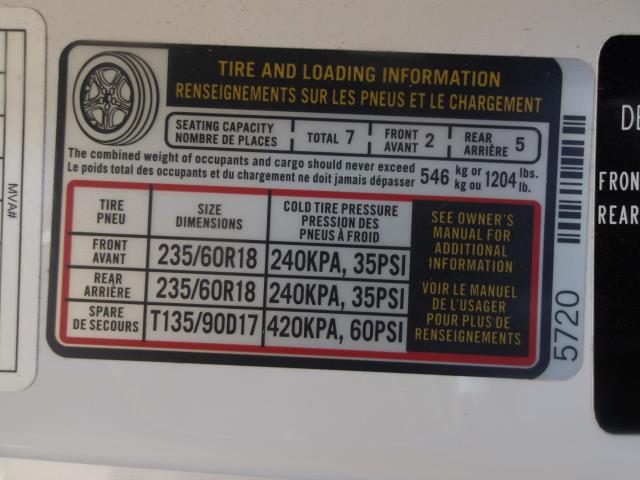 TIRE AND LOADING INFORMATION
RENSEIGNEMENTS SUR LES PNEUS ET LE CHARGEMENT
SEATING CAPACITY
NOMBRE DE PLACES
TOTAL 7
FRONT
AVANT 2
REAR
ARRIÈRE 5
The combined weight of occupants and cargo should never exceed
Le poids total des occupants et du chargement ne doit jamais dépasser
546 kg or 1204 lbs.
kg ou lb.
TIRE
PNEU
SIZE
DIMENSIONS
COLD TIRE PRESSURE
PRESSION DES
PNEUS À FROID
FRONT
AVANT
235/60R18
240KPA, 35PSI
REAR
ARRIÈRE
235/60R18
240KPA, 35PSI
SPARE
DE SECOURS
T135/90D17
420KPA, 60PSI
SEE OWNER'S
MANUAL FOR
ADDITIONAL
INFORMATION
VOIR LE MANUEL
DE L'USAGER
POUR PLUS DE
RENSEIGNEMENTS
5720
MVA#
FRON
REAR